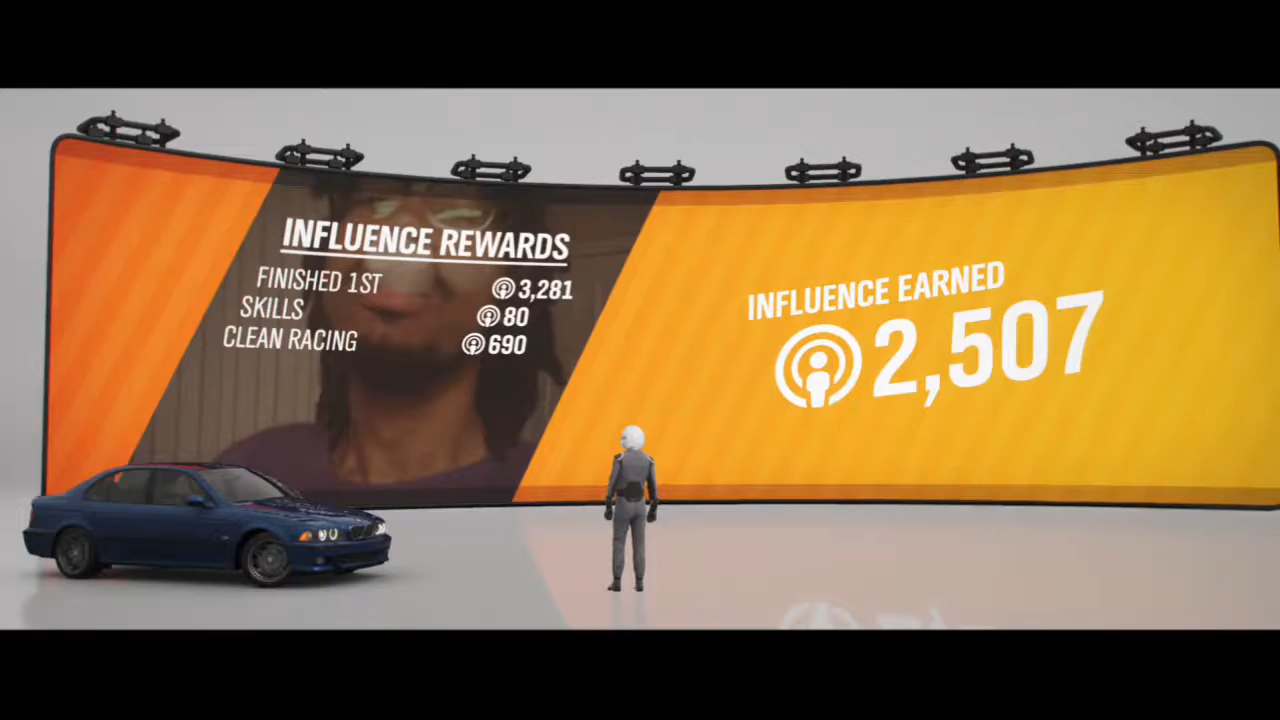 INFLUENCE REWARDS
FINISHED 1ST 3,281
SKILLS 80
CLEAN RACING 690
INFLUENCE EARNED
2,507